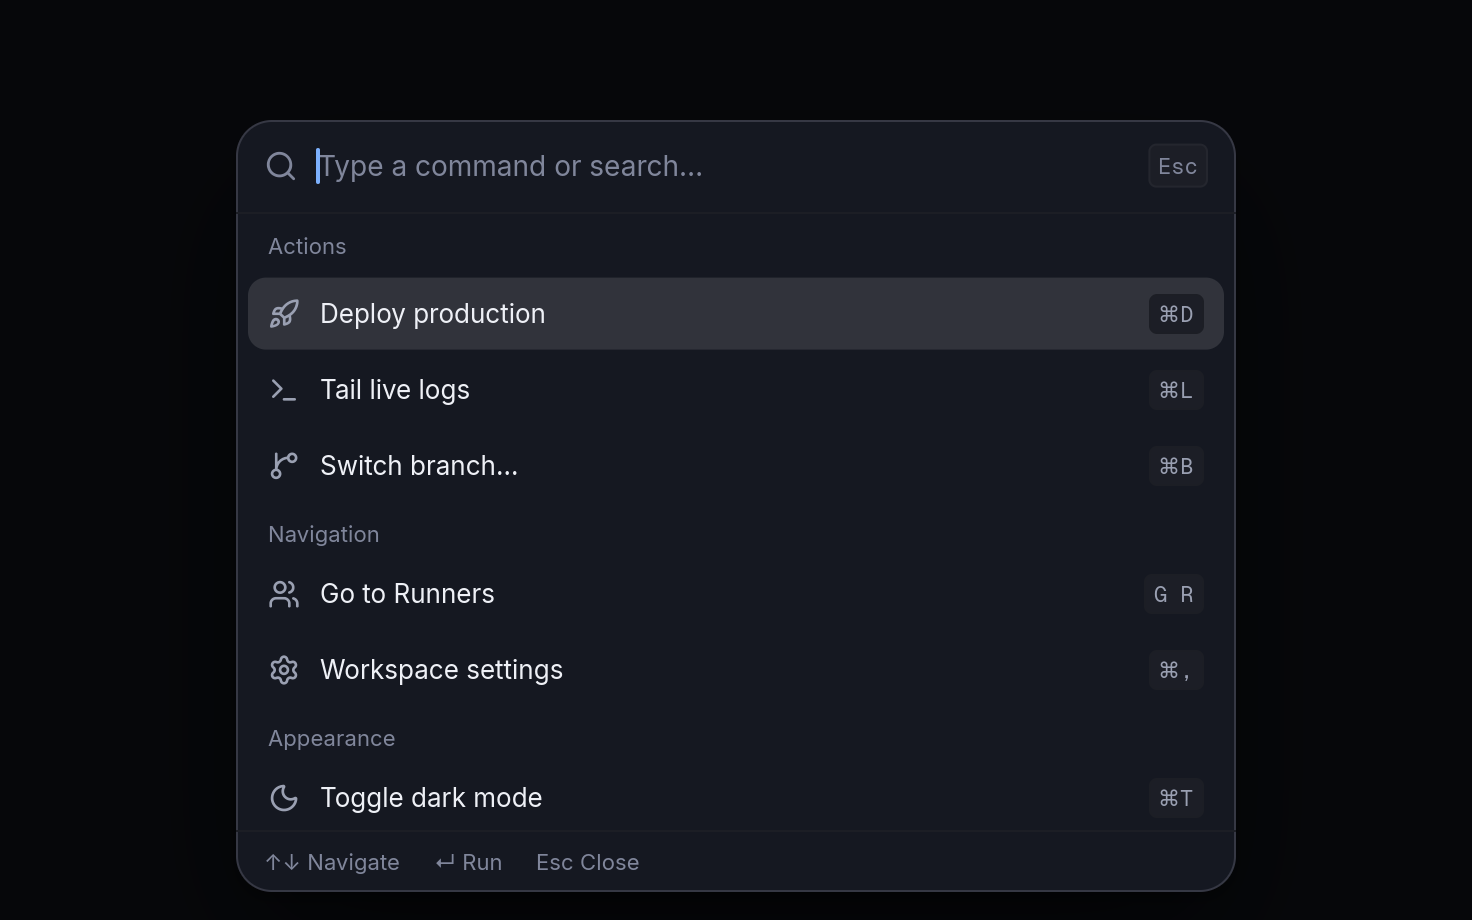 Type a command or search... Esc
Actions
Deploy production ⌘D
Tail live logs ⌘L
Switch branch... ⌘B
Navigation
Go to Runners G R
Workspace settings ⌘,
Appearance
Toggle dark mode ⌘T
↑↓ Navigate ↵ Run Esc Close